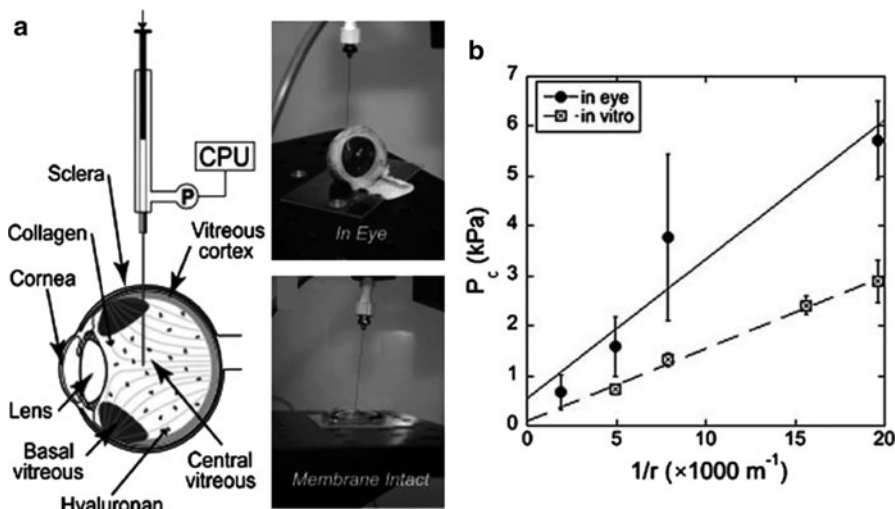 a
CPU
P
Sclera
Collagen
Cornea
Vitreous
cortex
Lens
Basal
vitreous
Central
vitreous
Hyaluronan
In Eye
Membrane Intact
b
in eye
in vitro
7
6
5
4
3
2
1
0
P_c (kPa)
0 5 10 15 20
1/r (×1000 m⁻¹)